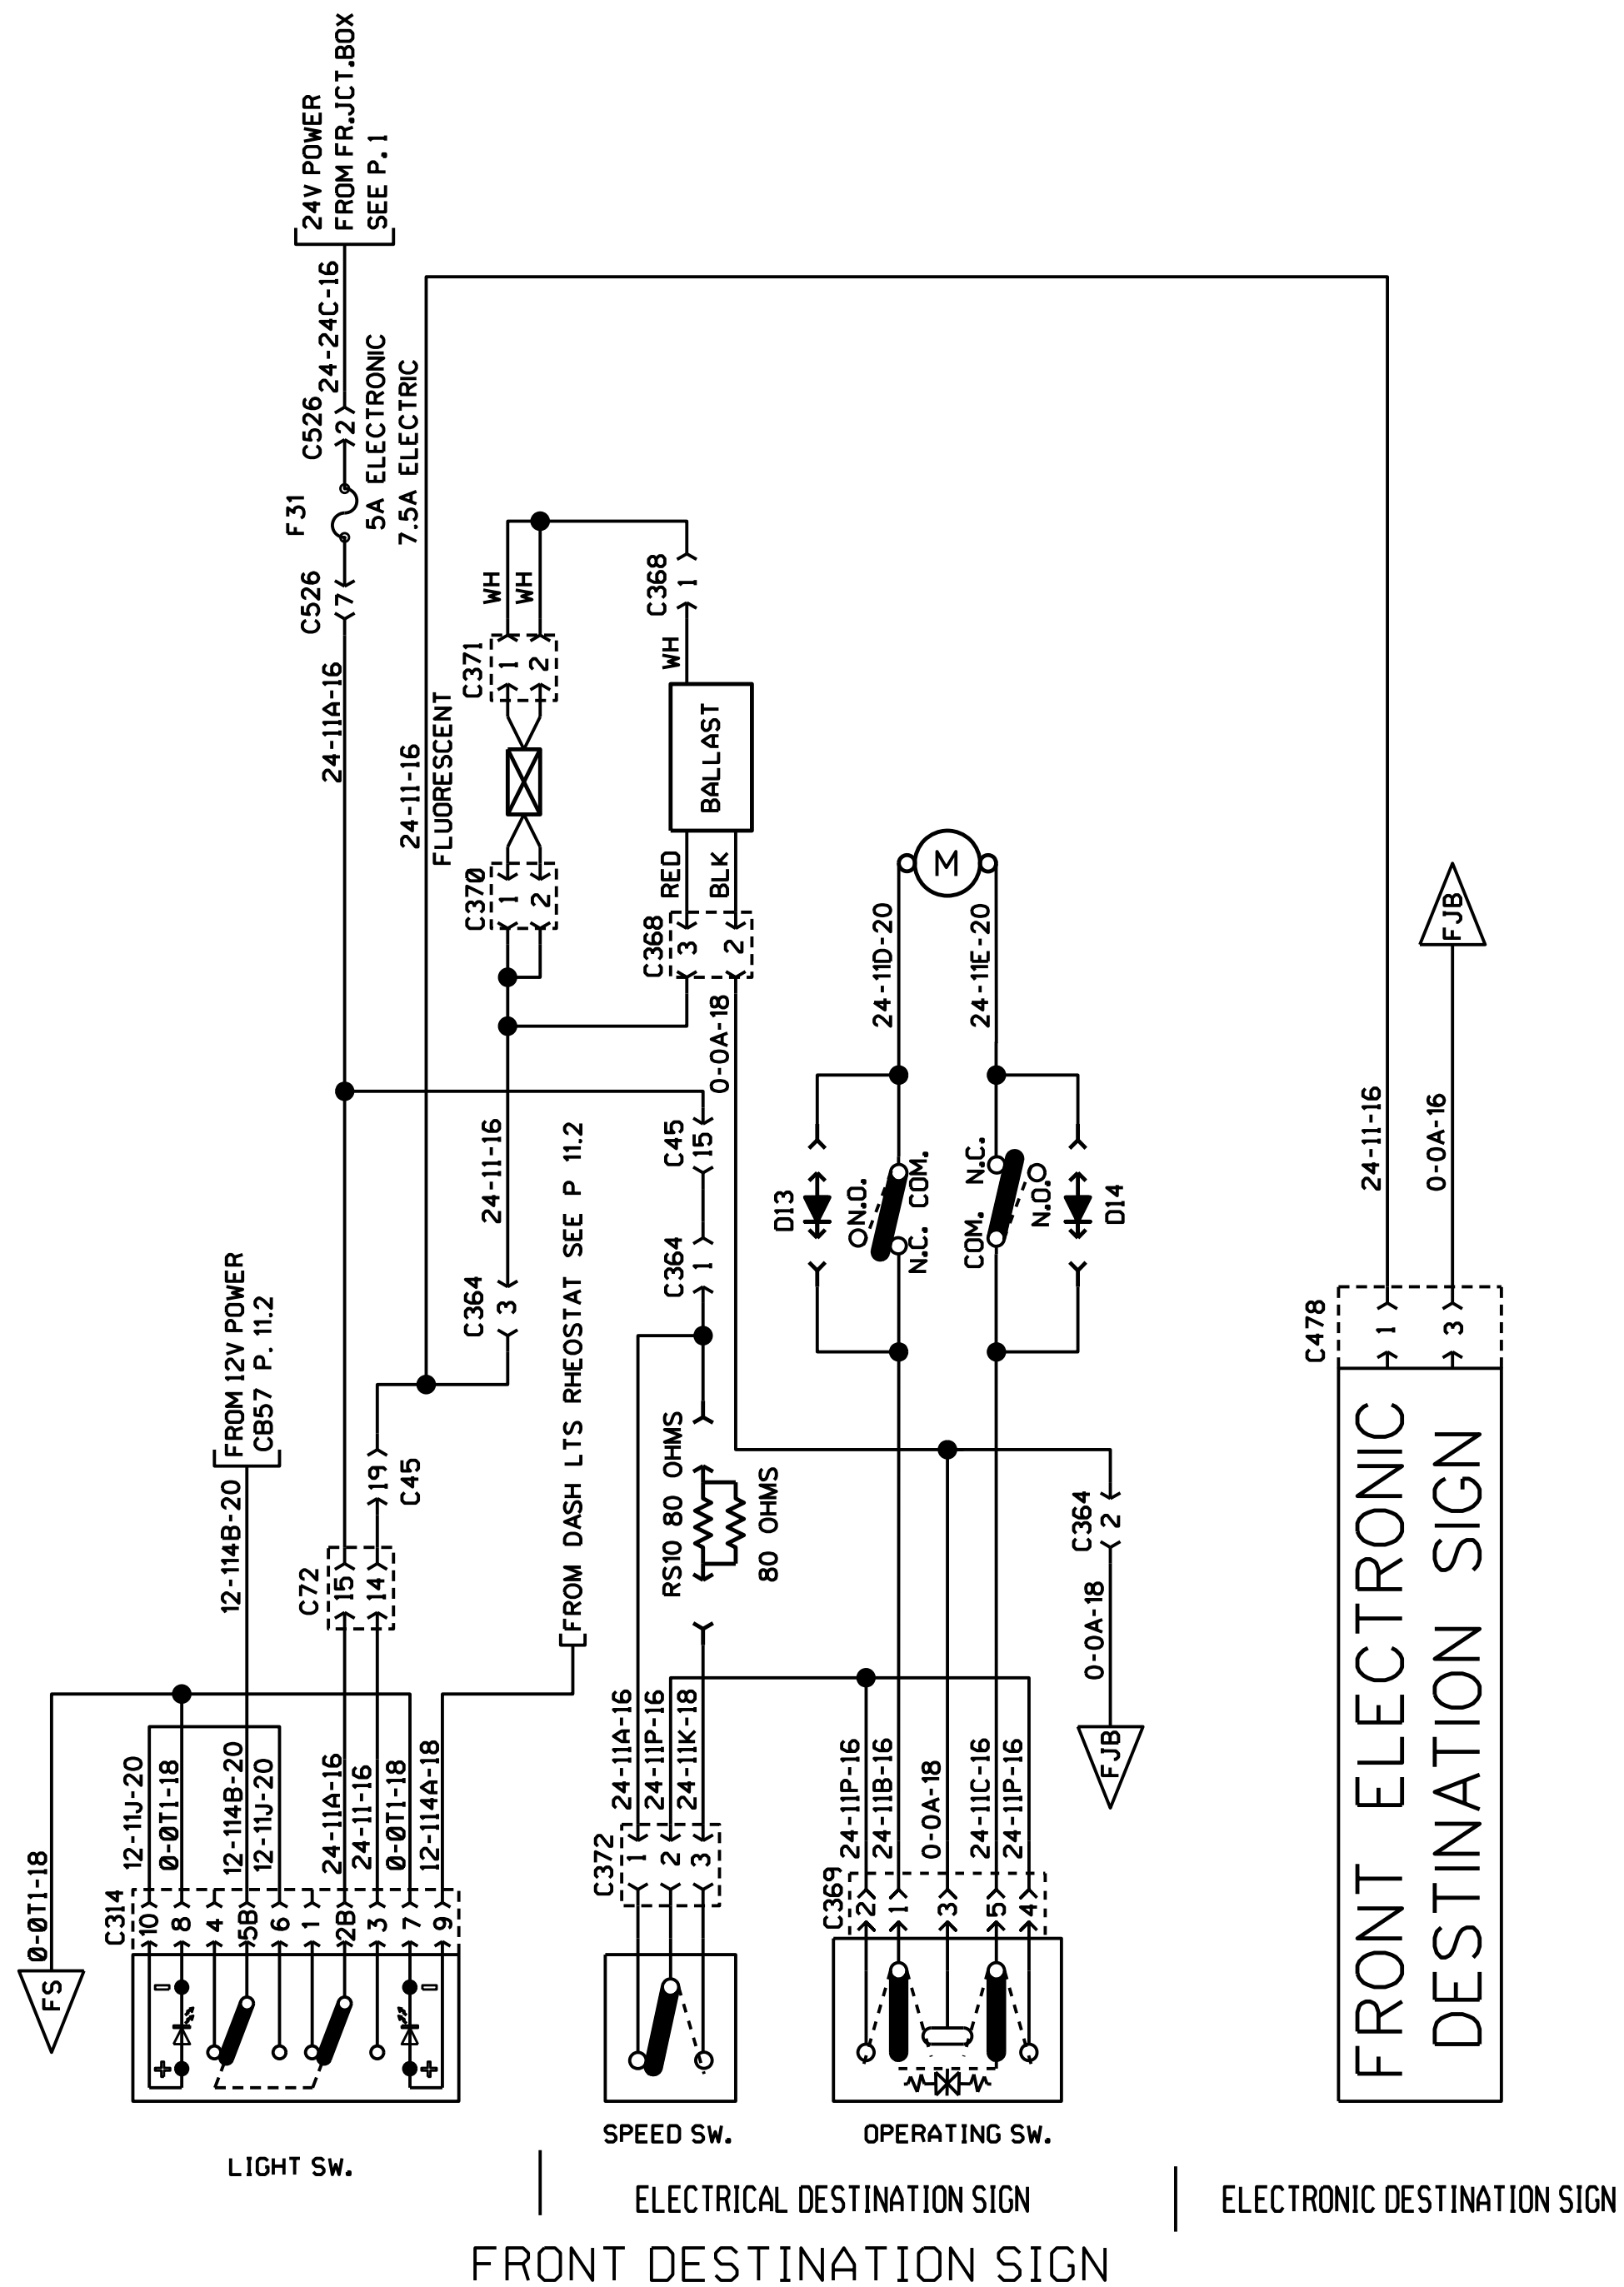 24V POWER
FROM FR.JCT.BOX
SEE P.1
24-24C-16
C526
2
F31
5A ELECTRONIC
7.5A ELECTRIC
C526
7
24-11A-16
24-11-16
FLUORESCENT
WH
WH
C371
1
2
C368
1
WH
BALLAST
C370
1
2
RED
BLK
C368
3
2
0-0A-18
M
24-11D-20
24-11E-20
FJB
24-11-16
C45
15
C364
1
C364
3
FROM DASH LTS RHEOSTAT SEE P 11.2
D13
N.O.
N.C. COM.
COM. N.C.
N.O.
D14
24-11-16
0-0A-16
FROM 12V POWER
CB57 P. 11.2
12-114B-20
19
C45
C72
15
14
RS10 80 OHMS
80 OHMS
C364
2
0-0A-18
FJB
C478
1
3
FRONT ELECTRONIC
DESTINATION SIGN
0-0T1-18
FS
12-11J-20
0-0T1-18
12-114B-20
12-11J-20
24-11A-16
24-11-16
0-0T1-18
12-114A-18
C314
10
8
4
5B
6
1
2B
3
7
9
24-11A-16
24-11P-16
24-11K-18
C372
1
2
3
24-11P-16
24-11B-16
0-0A-18
24-11C-16
24-11P-16
C369
2
1
3
5
4
- -
+ +
SPEED SW.
OPERATING SW.
LIGHT SW.
ELECTRICAL DESTINATION SIGN
ELECTRONIC DESTINATION SIGN
FRONT DESTINATION SIGN